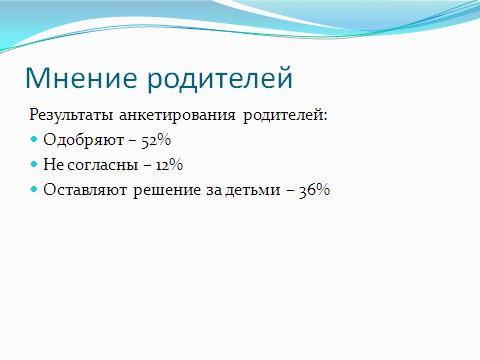 Мнение родителей
Результаты анкетирования родителей:
Одобряют – 52%
Не согласны – 12%
Оставляют решение за детьми – 36%